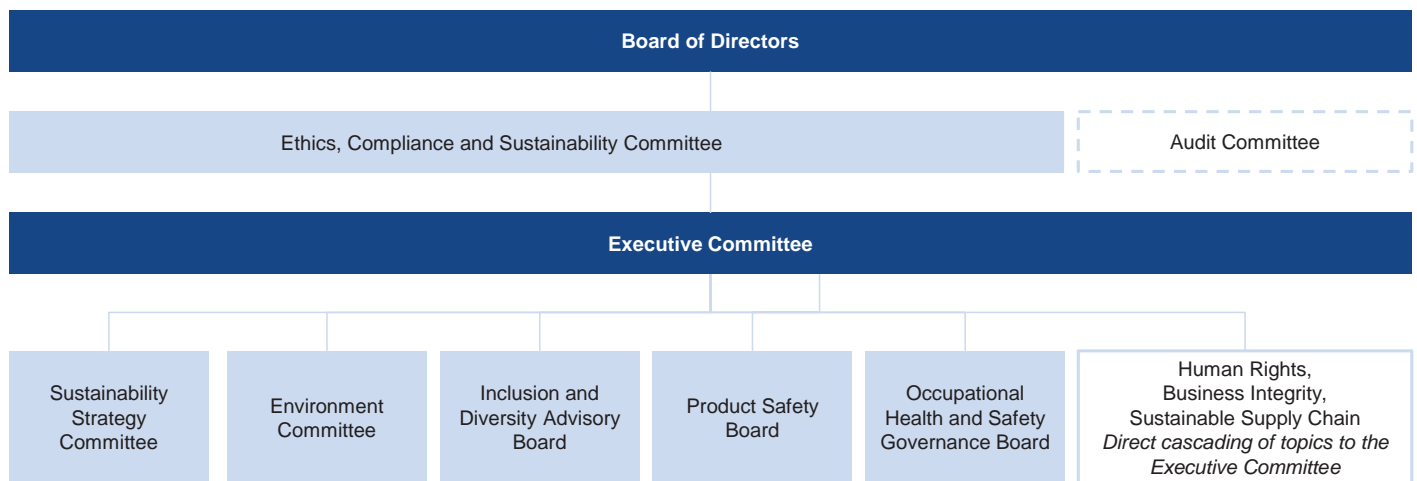 Board of Directors
Ethics, Compliance and Sustainability Committee
Audit Committee
Executive Committee
Sustainability
Strategy
Committee
Environment
Committee
Inclusion and
Diversity Advisory
Board
Product Safety
Board
Occupational
Health and Safety
Governance Board
Human Rights,
Business Integrity,
Sustainable Supply Chain
Direct cascading of topics to the
Executive Committee